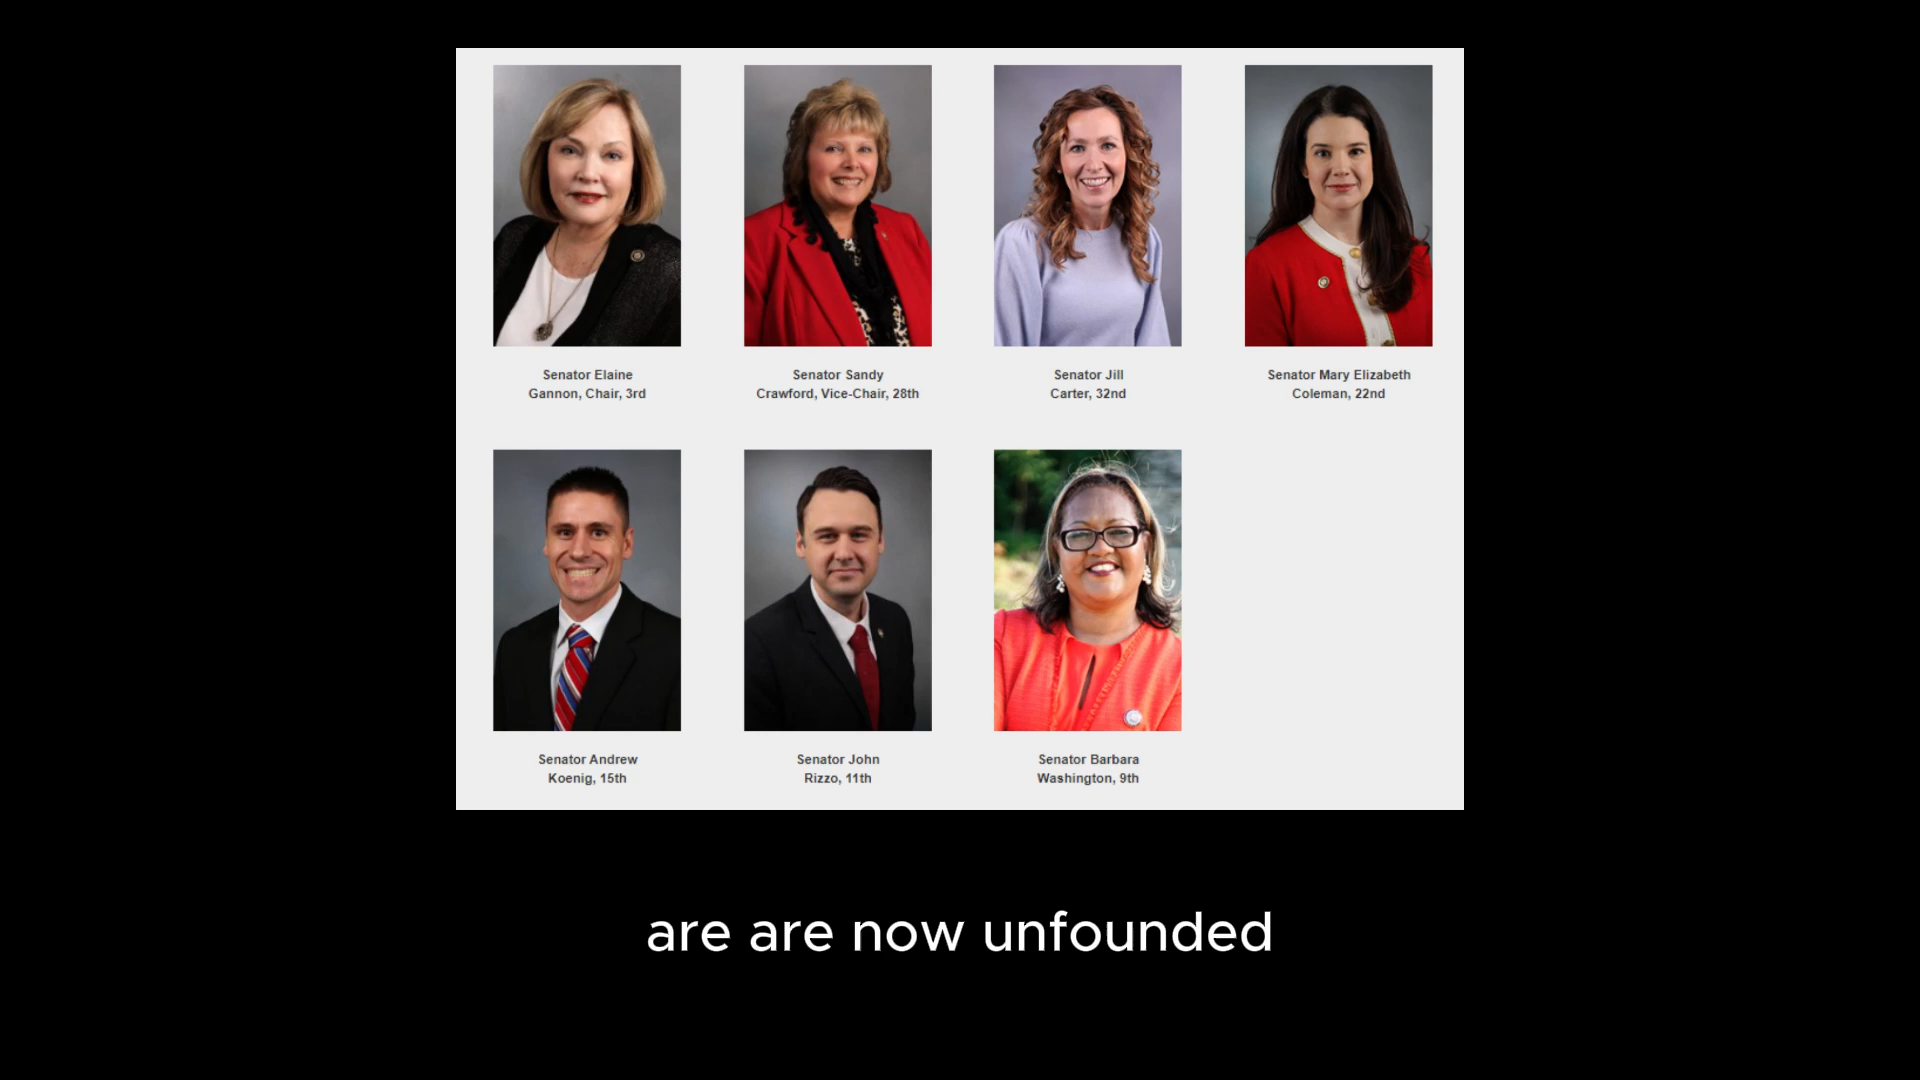 Senator Elaine
Gannon, Chair, 3rd
Senator Sandy
Crawford, Vice-Chair, 28th
Senator Jill
Carter, 32nd
Senator Mary Elizabeth
Coleman, 22nd
Senator Andrew
Koenig, 15th
Senator John
Rizzo, 11th
Senator Barbara
Washington, 9th
are are now unfounded